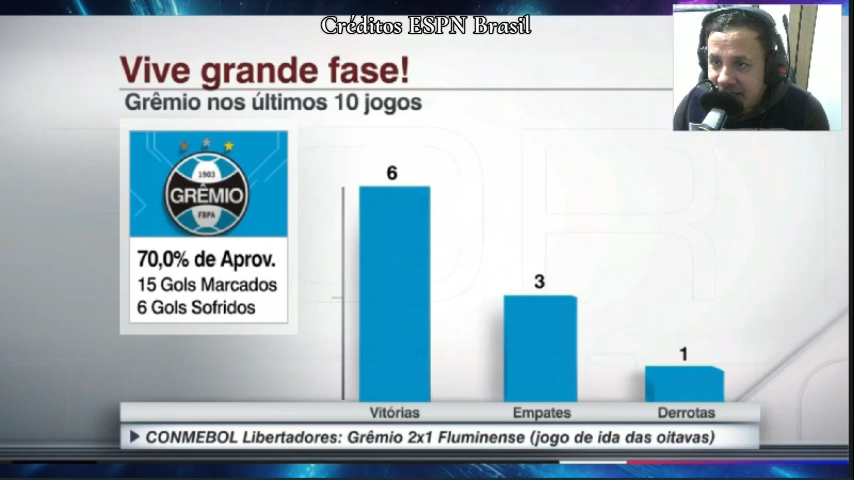 Créditos ESPN Brasil
Vive grande fase!
Grêmio nos últimos 10 jogos
1903
GRÊMIO
FBPA
70,0% de Aprov.
15 Gols Marcados
6 Gols Sofridos
6
3
1
Vitórias
Empates
Derrotas
CONMEBOL Libertadores: Grêmio 2x1 Fluminense (jogo de ida das oitavas)